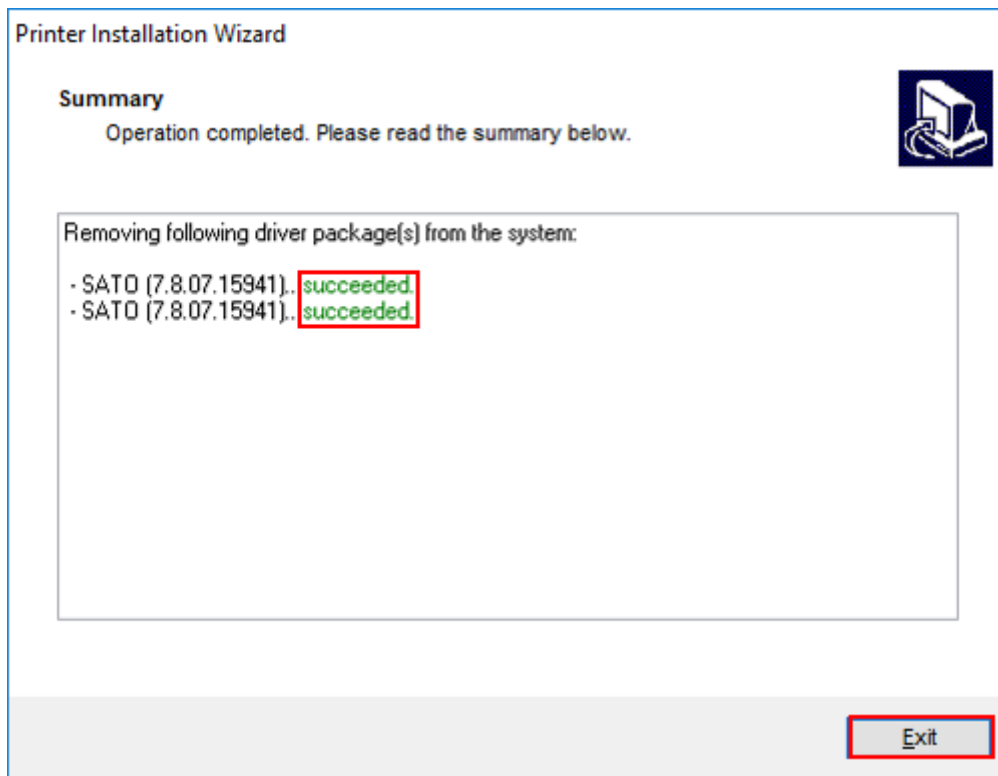 Printer Installation Wizard
Summary
Operation completed. Please read the summary below.
Removing following driver package(s) from the system:
- SATO (7.8.07.15941).. succeeded.
- SATO (7.8.07.15941).. succeeded.
Exit